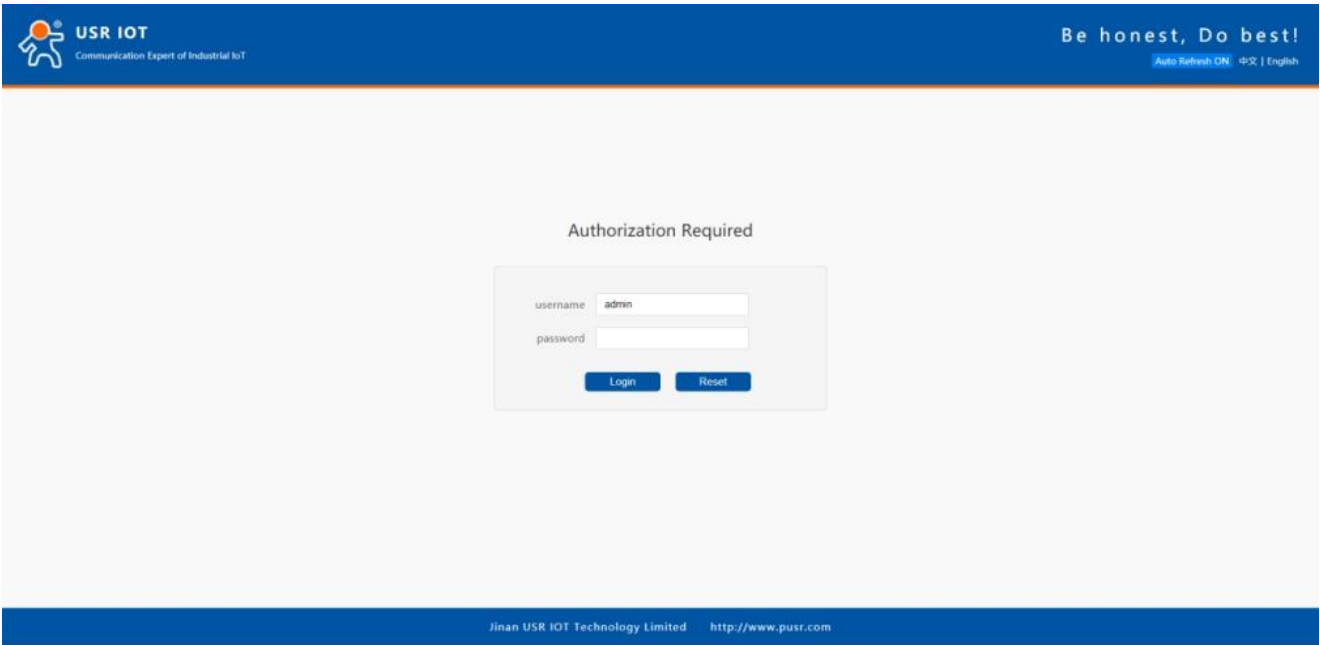 USR IOT
Communication Expert of Industrial IoT
Be honest, Do best!
Auto Refresh ON 中文 | English
Authorization Required
username admin
password
Login Reset
Jinan USR IOT Technology Limited http://www.pusr.com